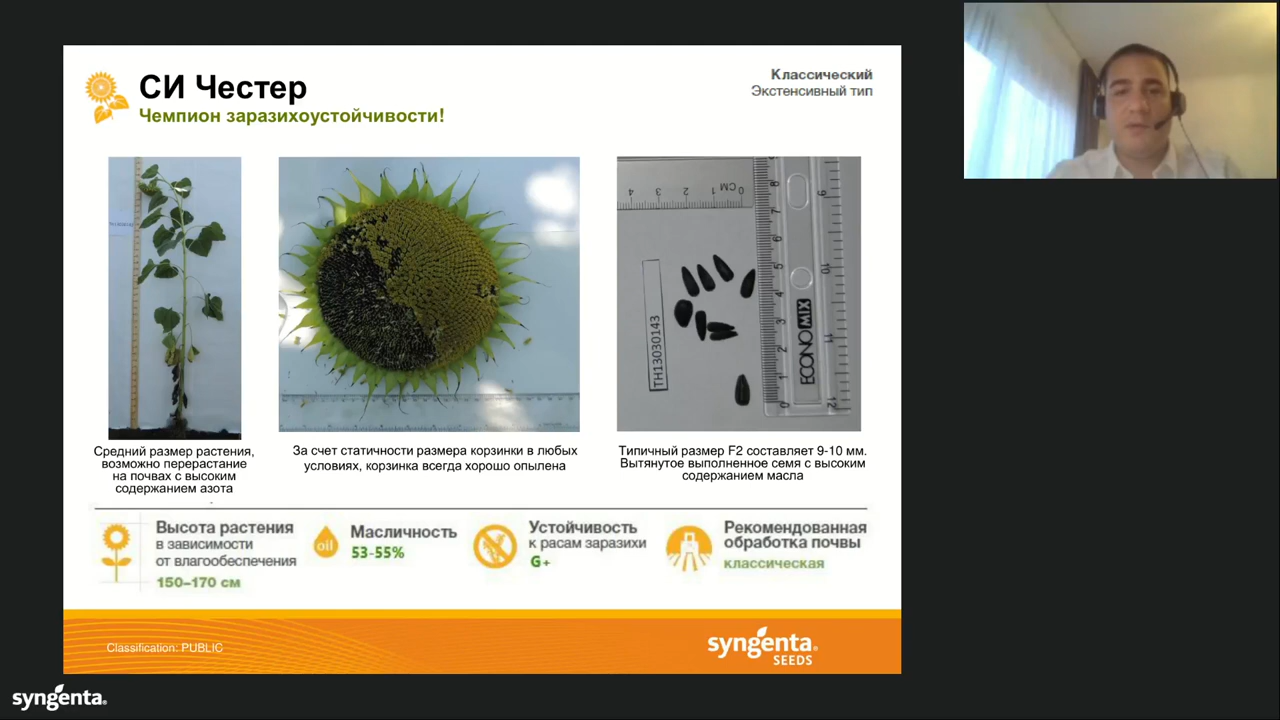 СИ Честер
Чемпион заразихоустойчивости!
Классический
Экстенсивный тип
TH13030143
ECONOMIX
Средний размер растения,
возможно перерастание
на почвах с высоким
содержанием азота
За счет статичности размера корзинки в любых
условиях, корзинка всегда хорошо опылена
Типичный размер F2 составляет 9-10 мм.
Вытянутое выполненное семя с высоким
содержанием масла
Высота растения
в зависимости
от влагообеспечения
150–170 см
oil
Масличность
53-55%
Устойчивость
к расам заразихи
G+
Рекомендованная
обработка почвы
классическая
Classification: PUBLIC
syngenta.
SEEDS
syngenta.